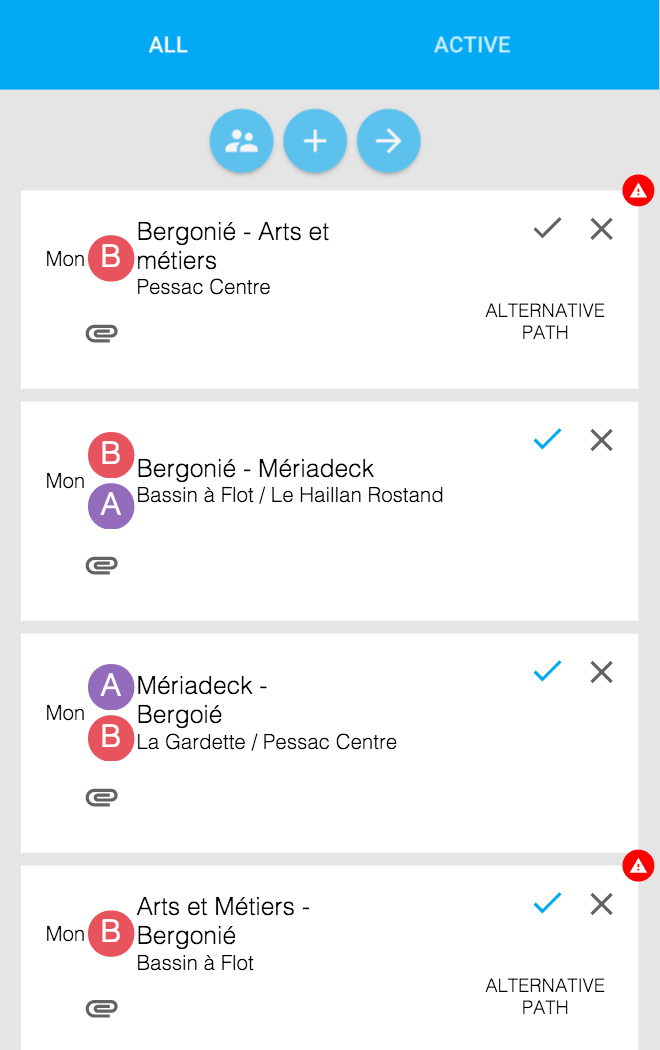 ALL ACTIVE
Mon B Bergonié - Arts et
métiers
Pessac Centre
ALTERNATIVE
PATH
B
Mon Bergonié - Mériadeck
A Bassin à Flot / Le Haillan Rostand
A Mériadeck -
Mon Bergoié
B La Gardette / Pessac Centre
Arts et Métiers -
Mon B Bergonié
Bassin à Flot
ALTERNATIVE
PATH